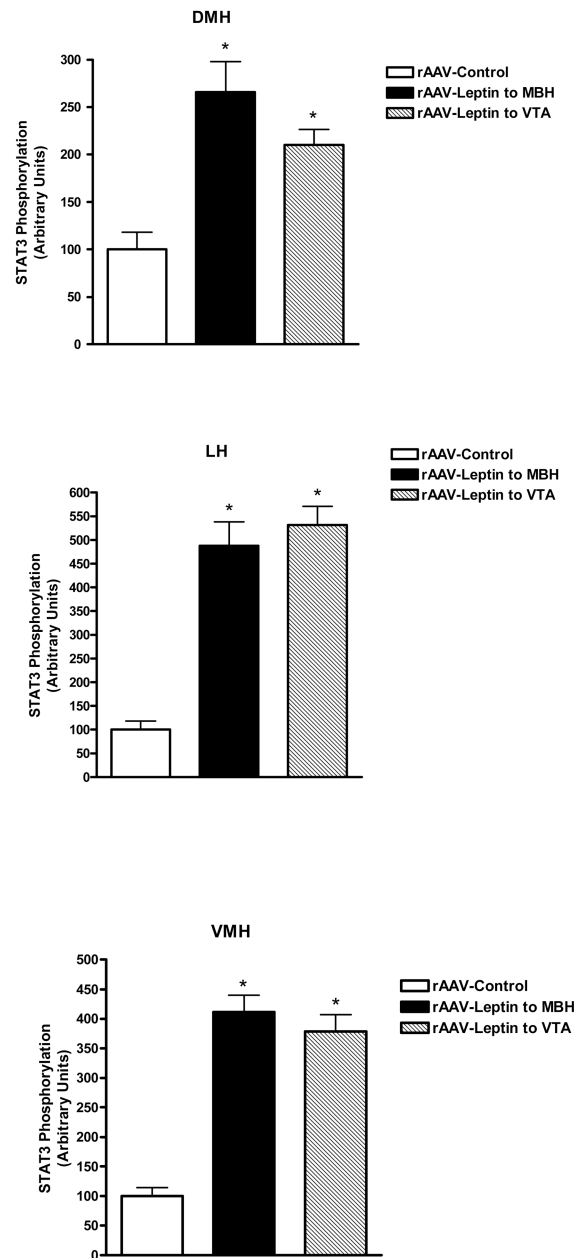 DMH
*
*
300
250
200
150
100
50
0
STAT3 Phosphorylation
(Arbitrary Units)
rAAV-Control
rAAV-Leptin to MBH
rAAV-Leptin to VTA
LH
*
*
600
550
500
450
400
350
300
250
200
150
100
50
0
STAT3 Phosphorylation
(Arbitrary Units)
rAAV-Control
rAAV-Leptin to MBH
rAAV-Leptin to VTA
VMH
*
*
500
450
400
350
300
250
200
150
100
50
0
STAT3 Phosphorylation
(Arbitrary Units)
rAAV-Control
rAAV-Leptin to MBH
rAAV-Leptin to VTA